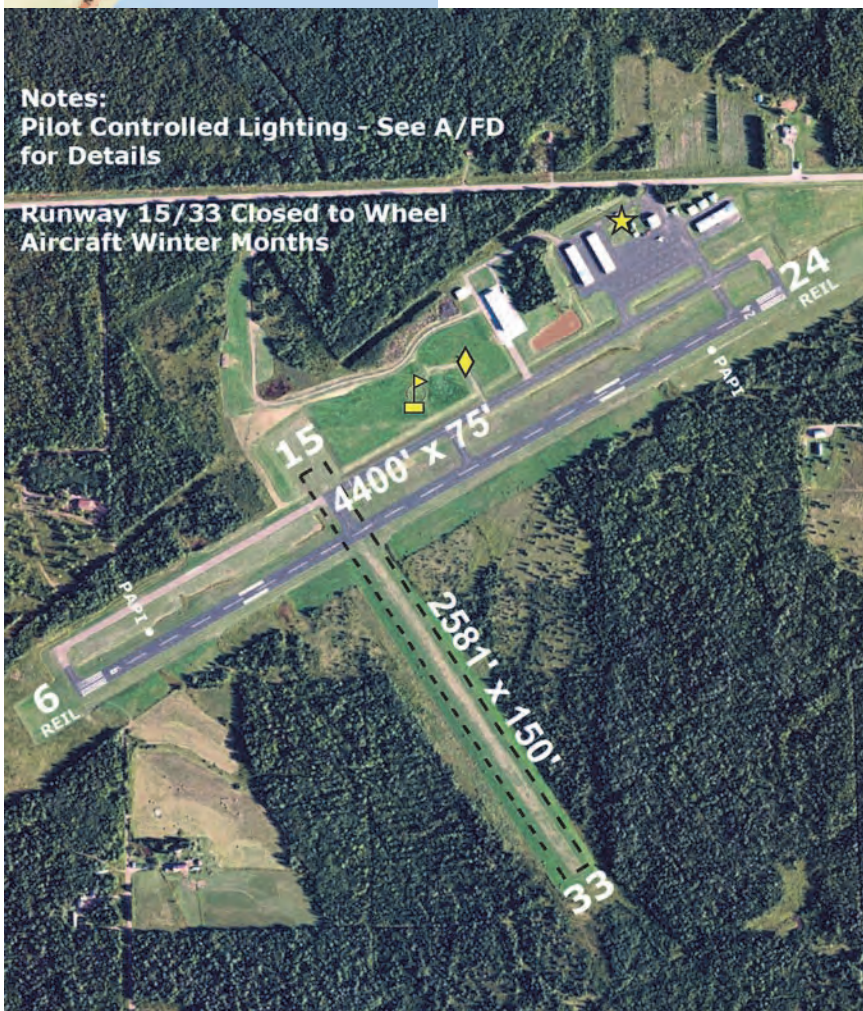 Notes:
Pilot Controlled Lighting - See A/FD
for Details
Runway 15/33 Closed to Wheel
Aircraft Winter Months
24
REIL
PAPI
15
4400' x 75'
PAPI
2581' x 150'
6
REIL
33